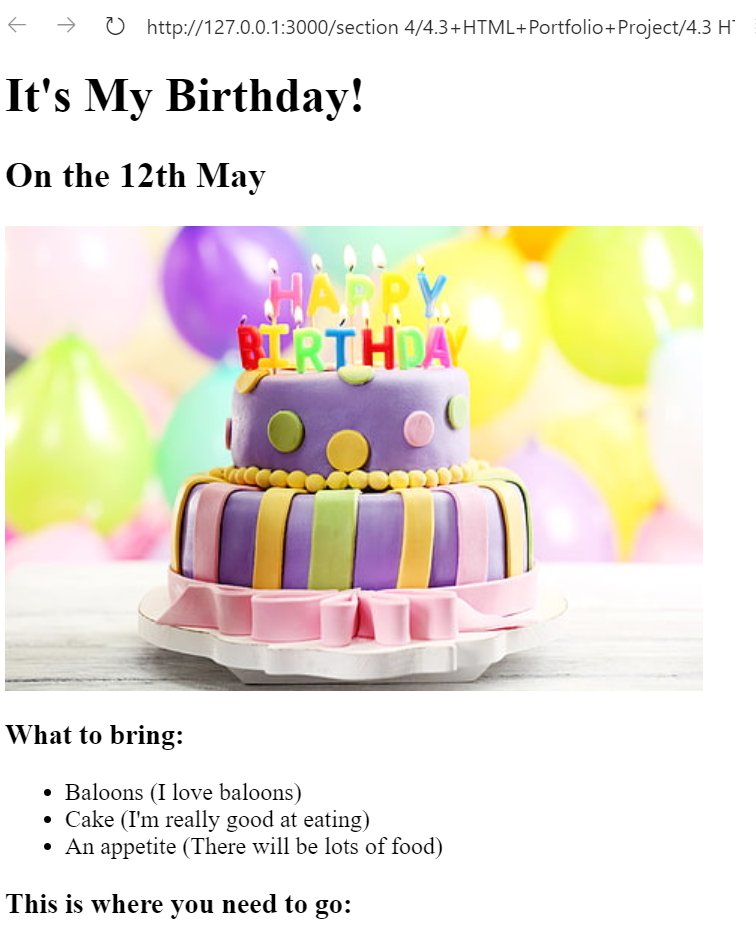 http://127.0.0.1:3000/section 4/4.3+HTML+Portfolio+Project/4.3
It's My Birthday!
On the 12th May
HAPPY
BIRTHDAY
What to bring:
Baloons (I love baloons)
Cake (I'm really good at eating)
An appetite (There will be lots of food)
This is where you need to go: